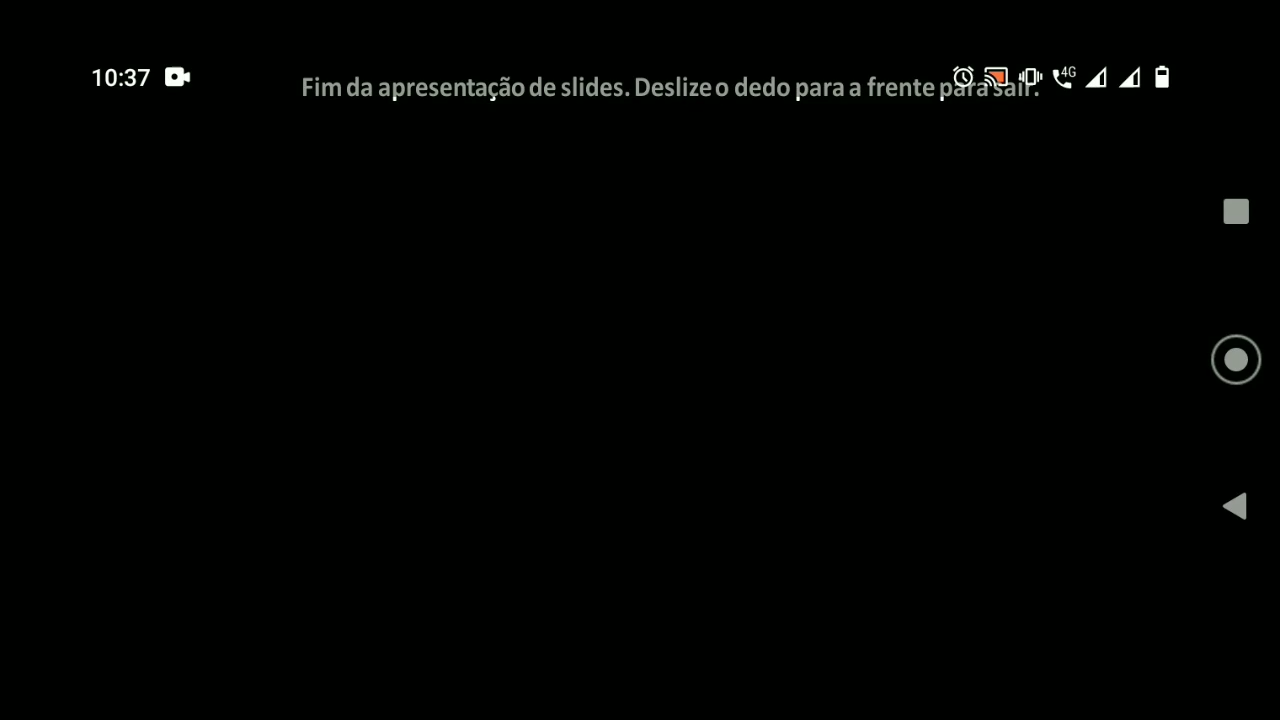 10:37
Fim da apresentação de slides. Deslize o dedo para a frente para sair.
4G